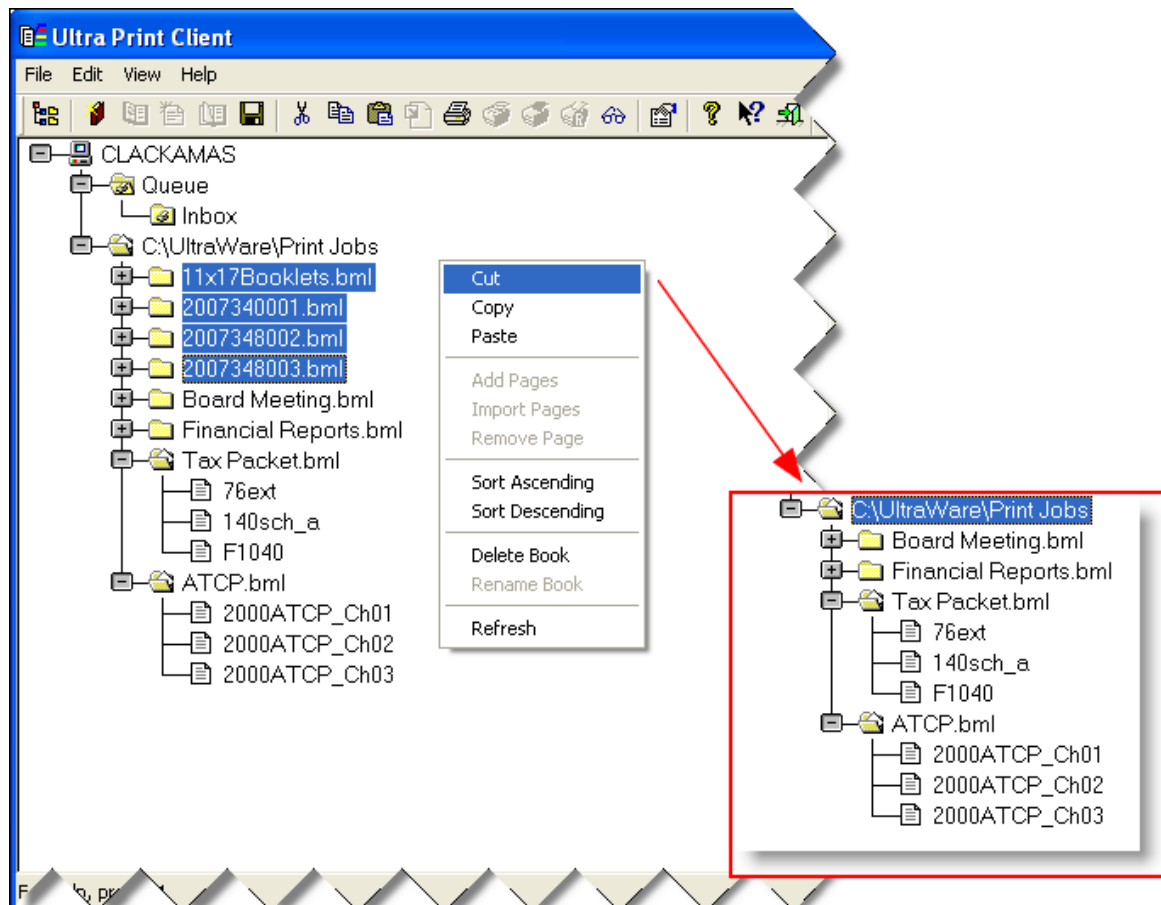 Ultra Print Client
File Edit View Help
CLACKAMAS
Queue
Inbox
C:\UltraWare\Print Jobs
11x17Booklets.bml
2007340001.bml
2007348002.bml
2007348003.bml
Board Meeting.bml
Financial Reports.bml
Tax Packet.bml
76ext
140sch_a
F1040
ATCP.bml
2000ATCP_Ch01
2000ATCP_Ch02
2000ATCP_Ch03
Cut
Copy
Paste
Add Pages
Import Pages
Remove Page
Sort Ascending
Sort Descending
Delete Book
Rename Book
Refresh
C:\UltraWare\Print Jobs
Board Meeting.bml
Financial Reports.bml
Tax Packet.bml
76ext
140sch_a
F1040
ATCP.bml
2000ATCP_Ch01
2000ATCP_Ch02
2000ATCP_Ch03